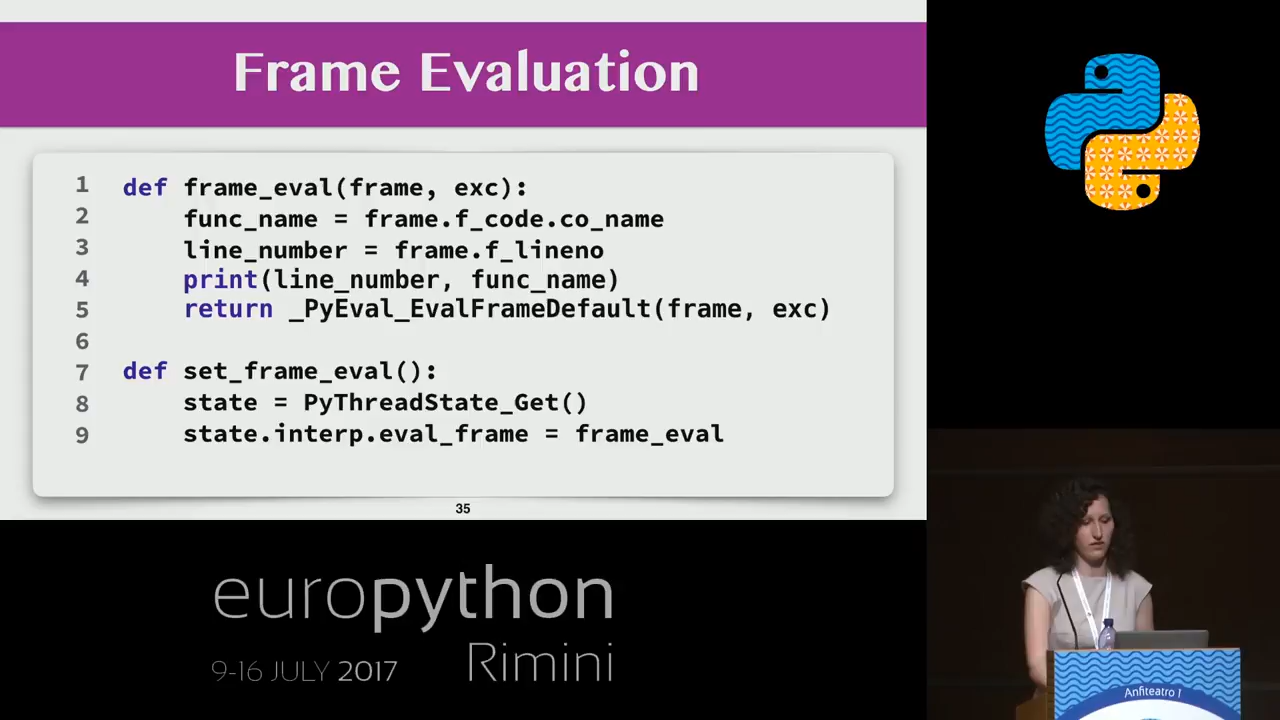 Frame Evaluation
1 def frame_eval(frame, exc):
2 func_name = frame.f_code.co_name
3 line_number = frame.f_lineno
4 print(line_number, func_name)
5 return _PyEval_EvalFrameDefault(frame, exc)
6
7 def set_frame_eval():
8 state = PyThreadState_Get()
9 state.interp.eval_frame = frame_eval
35
europython
9-16 JULY 2017 Rimini
Anfiteatro 1